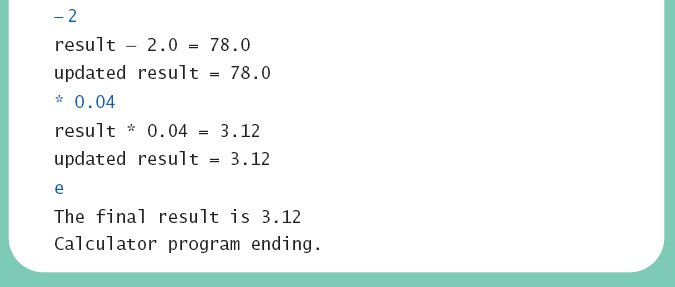 – 2
result – 2.0 = 78.0
updated result = 78.0
* 0.04
result * 0.04 = 3.12
updated result = 3.12
e
The final result is 3.12
Calculator program ending.